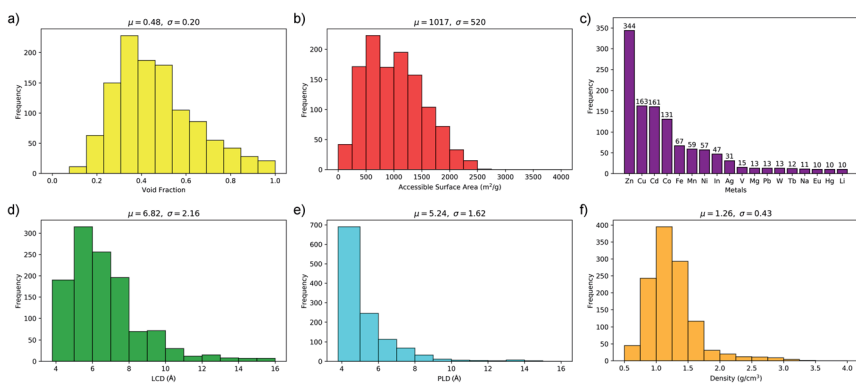 a)
μ = 0.48, σ = 0.20
Frequency
200
150
100
50
0
0.0 0.2 0.4 0.6 0.8 1.0
Void Fraction
b)
μ = 1017, σ = 520
Frequency
200
150
100
50
0
0 500 1000 1500 2000 2500 3000 3500 4000
Accessible Surface Area (m²/g)
c)
Frequency
350
300
250
200
150
100
50
0
344 163 161 131 67 59 57 47 31 15 13 13 13 12 11 10 10 10
Zn Cu Cd Co Fe Mn Ni In Ag V Mg Pb W Tb Na Eu Hg Li
Metals
d)
μ = 6.82, σ = 2.16
Frequency
300
250
200
150
100
50
0
4 6 8 10 12 14 16
LCD (Å)
e)
μ = 5.24, σ = 1.62
Frequency
700
600
500
400
300
200
100
0
4 6 8 10 12 14 16
PLD (Å)
f)
μ = 1.26, σ = 0.43
Frequency
400
350
300
250
200
150
100
50
0
0.5 1.0 1.5 2.0 2.5 3.0 3.5 4.0
Density (g/cm³)